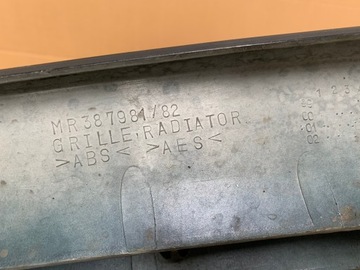 MR387981/82
GRILLE,RADIATOR
>ABS< >AES<